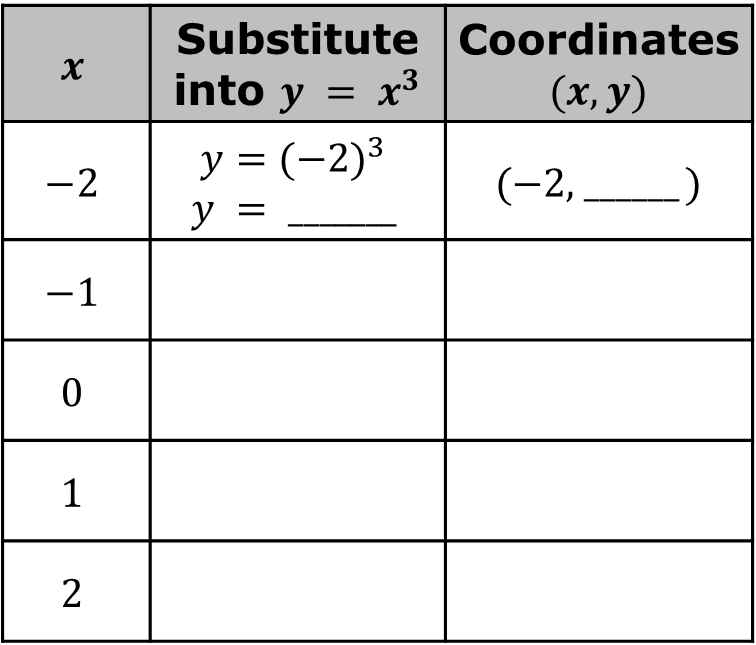 x
Substitute
into y = x³
Coordinates
(x, y)
−2
y = (−2)³
y = ______
(−2, ______ )
−1
0
1
2